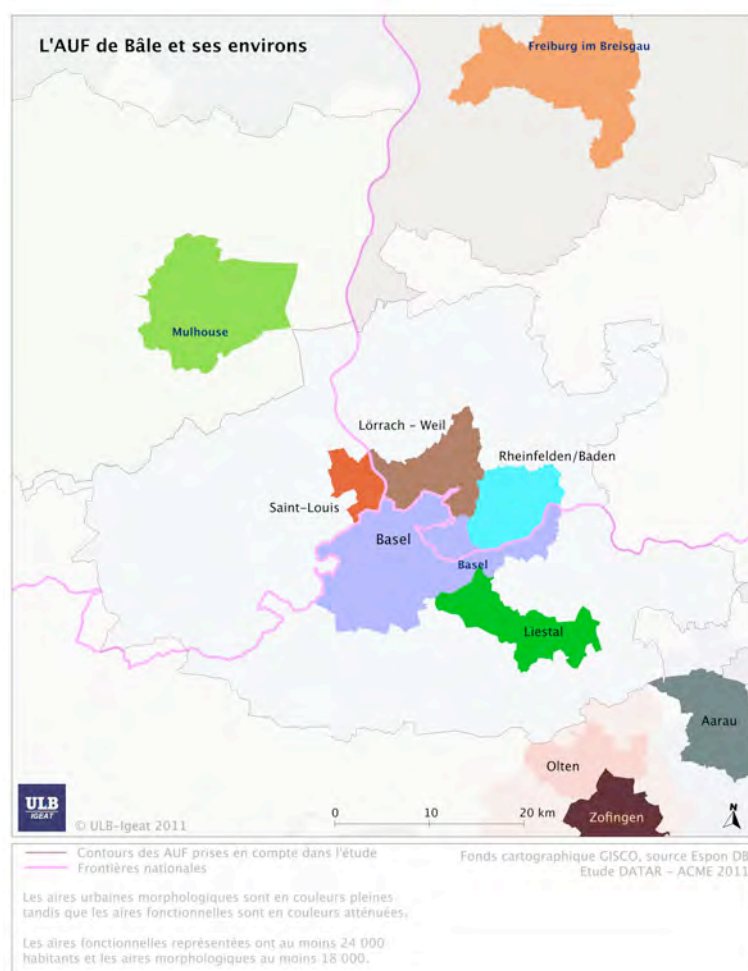 L'AUF de Bâle et ses environs
Freiburg im Breisgau
Mulhouse
Lörrach - Weil
Rheinfelden/Baden
Saint-Louis
Basel
Basel
Liestal
Aarau
Olten
Zofingen
ULB
IGEAT
© ULB-Igeat 2011
0 10 20 km
N
Contours des AUF prises en compte dans l'étude
Frontières nationales
Fonds cartographique GISCO, source Espon DB
Etude DATAR - ACME 2011
Les aires urbaines morphologiques sont en couleurs pleines
tandis que les aires fonctionnelles sont en couleurs atténuées.
Les aires fonctionnelles représentées ont au moins 24 000
habitants et les aires morphologiques au moins 18 000.